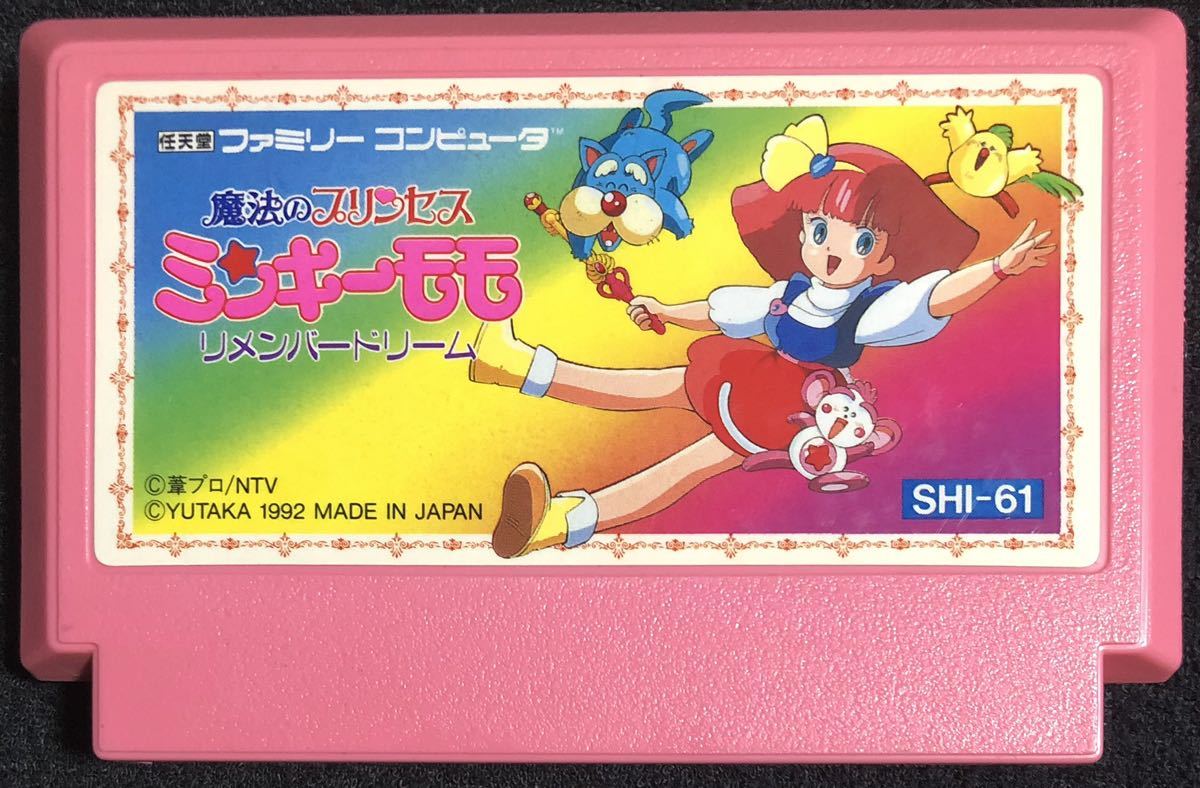 任天堂 ファミリー コンピュータ™
魔法のプリンセス
ミンキーモモ
リメンバードリーム
©葦プロ/NTV
©YUTAKA 1992 MADE IN JAPAN
SHI-61